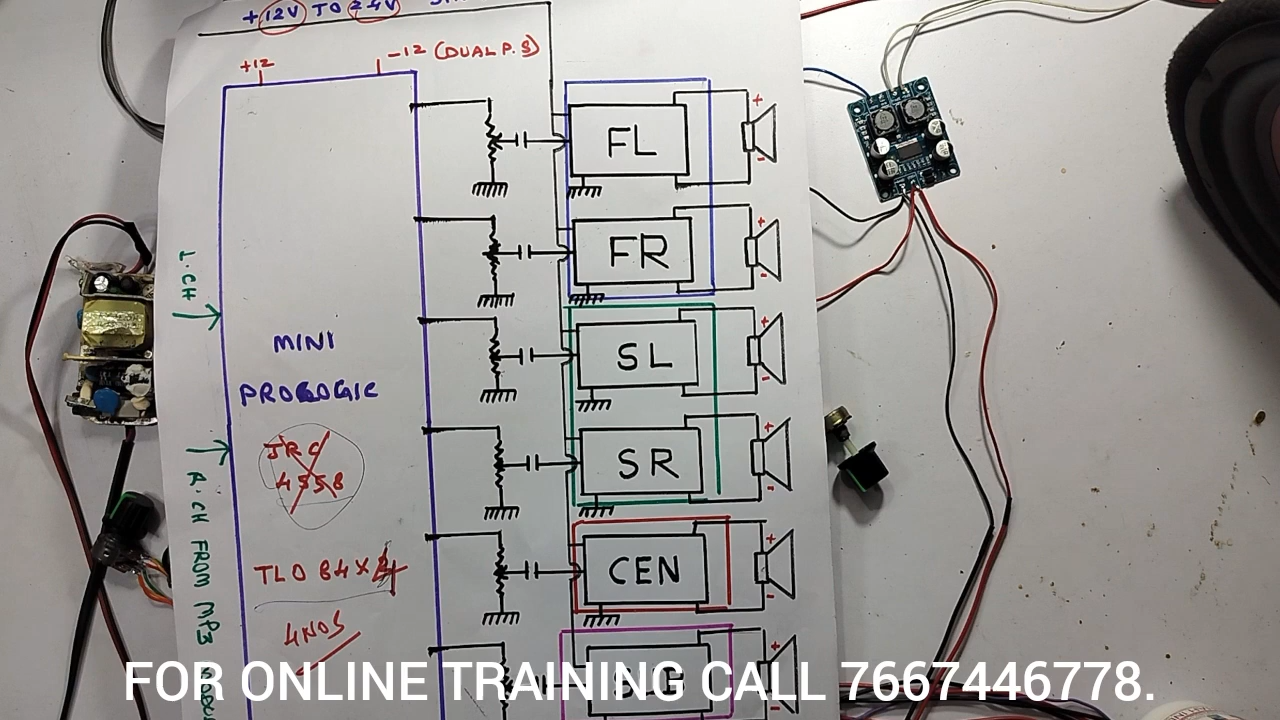 +12V TO 24V
+12
-12 (DUAL P.S)
FL
+
-
FR
+
-
L.CH
SL
+
-
MINI
PROLOGIC
JRC
4558
SR
+
-
R.CH FROM MP3
TL084X4
CEN
+
-
4NOS
+
-
FOR ONLINE TRAINING CALL 7667446778.